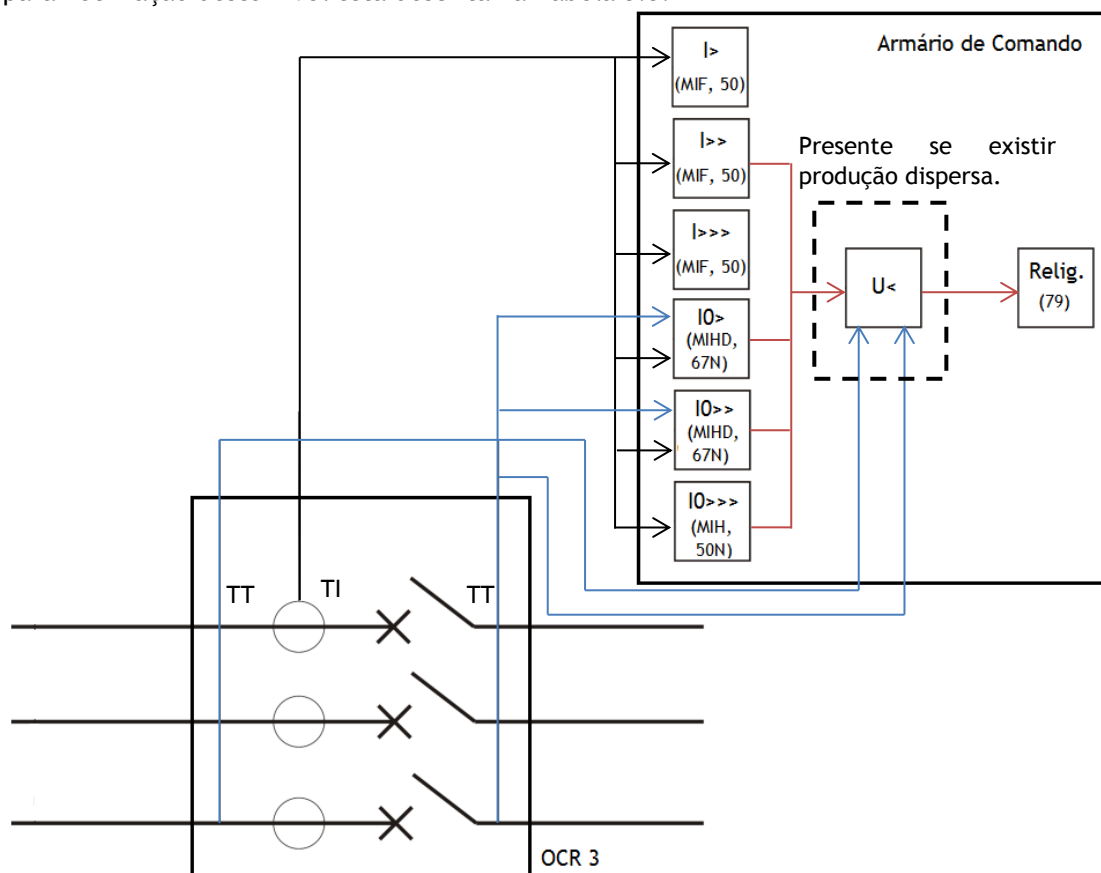 Armário de Comando
I>
(MIF, 50)
I>>
(MIF, 50)
Presente se existir
produção dispersa.
I>>>
(MIF, 50)
U<
Relig.
(79)
I0>
(MIHD,
67N)
I0>>
(MIHD,
67N)
I0>>>
(MIH,
50N)
TT
TI
TT
OCR 3